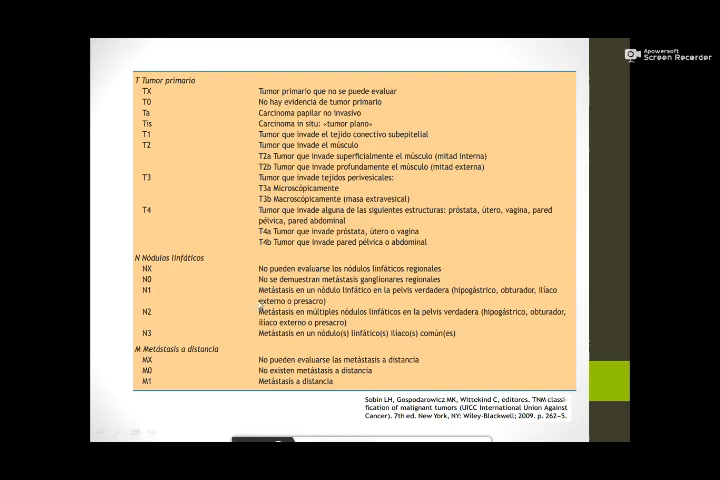 Apowersoft
Screen Recorder
T Tumor primario
TX Tumor primario que no se puede evaluar
T0 No hay evidencia de tumor primario
Ta Carcinoma papilar no invasivo
Tis Carcinoma in situ: «tumor plano»
T1 Tumor que invade el tejido conectivo subepitelial
T2 Tumor que invade el músculo
T2a Tumor que invade superficialmente el músculo (mitad interna)
T2b Tumor que invade profundamente el músculo (mitad externa)
T3 Tumor que invade tejidos perivesicales:
T3a Microscópicamente
T3b Macroscópicamente (masa extravesical)
T4 Tumor que invade alguna de las siguientes estructuras: próstata, útero, vagina, pared
pélvica, pared abdominal
T4a Tumor que invade próstata, útero o vagina
T4b Tumor que invade pared pélvica o abdominal
N Nódulos linfáticos
NX No pueden evaluarse los nódulos linfáticos regionales
N0 No se demuestran metástasis ganglionares regionales
N1 Metástasis en un nódulo linfático en la pelvis verdadera (hipogástrico, obturador, ilíaco
externo o presacro)
N2 Metástasis en múltiples nódulos linfáticos en la pelvis verdadera (hipogástrico, obturador,
ilíaco externo o presacro)
N3 Metástasis en un nódulo(s) linfático(s) ilíaco(s) común(es)
M Metástasis a distancia
MX No pueden evaluarse las metástasis a distancia
M0 No existen metástasis a distancia
M1 Metástasis a distancia
Sobin LH, Gospodarowicz MK, Wittekind C, editores. TNM classi-
fication of malignant tumors (UICC International Union Against
Cancer). 7th ed. New York, NY: Wiley-Blackwell; 2009. p. 262–5.